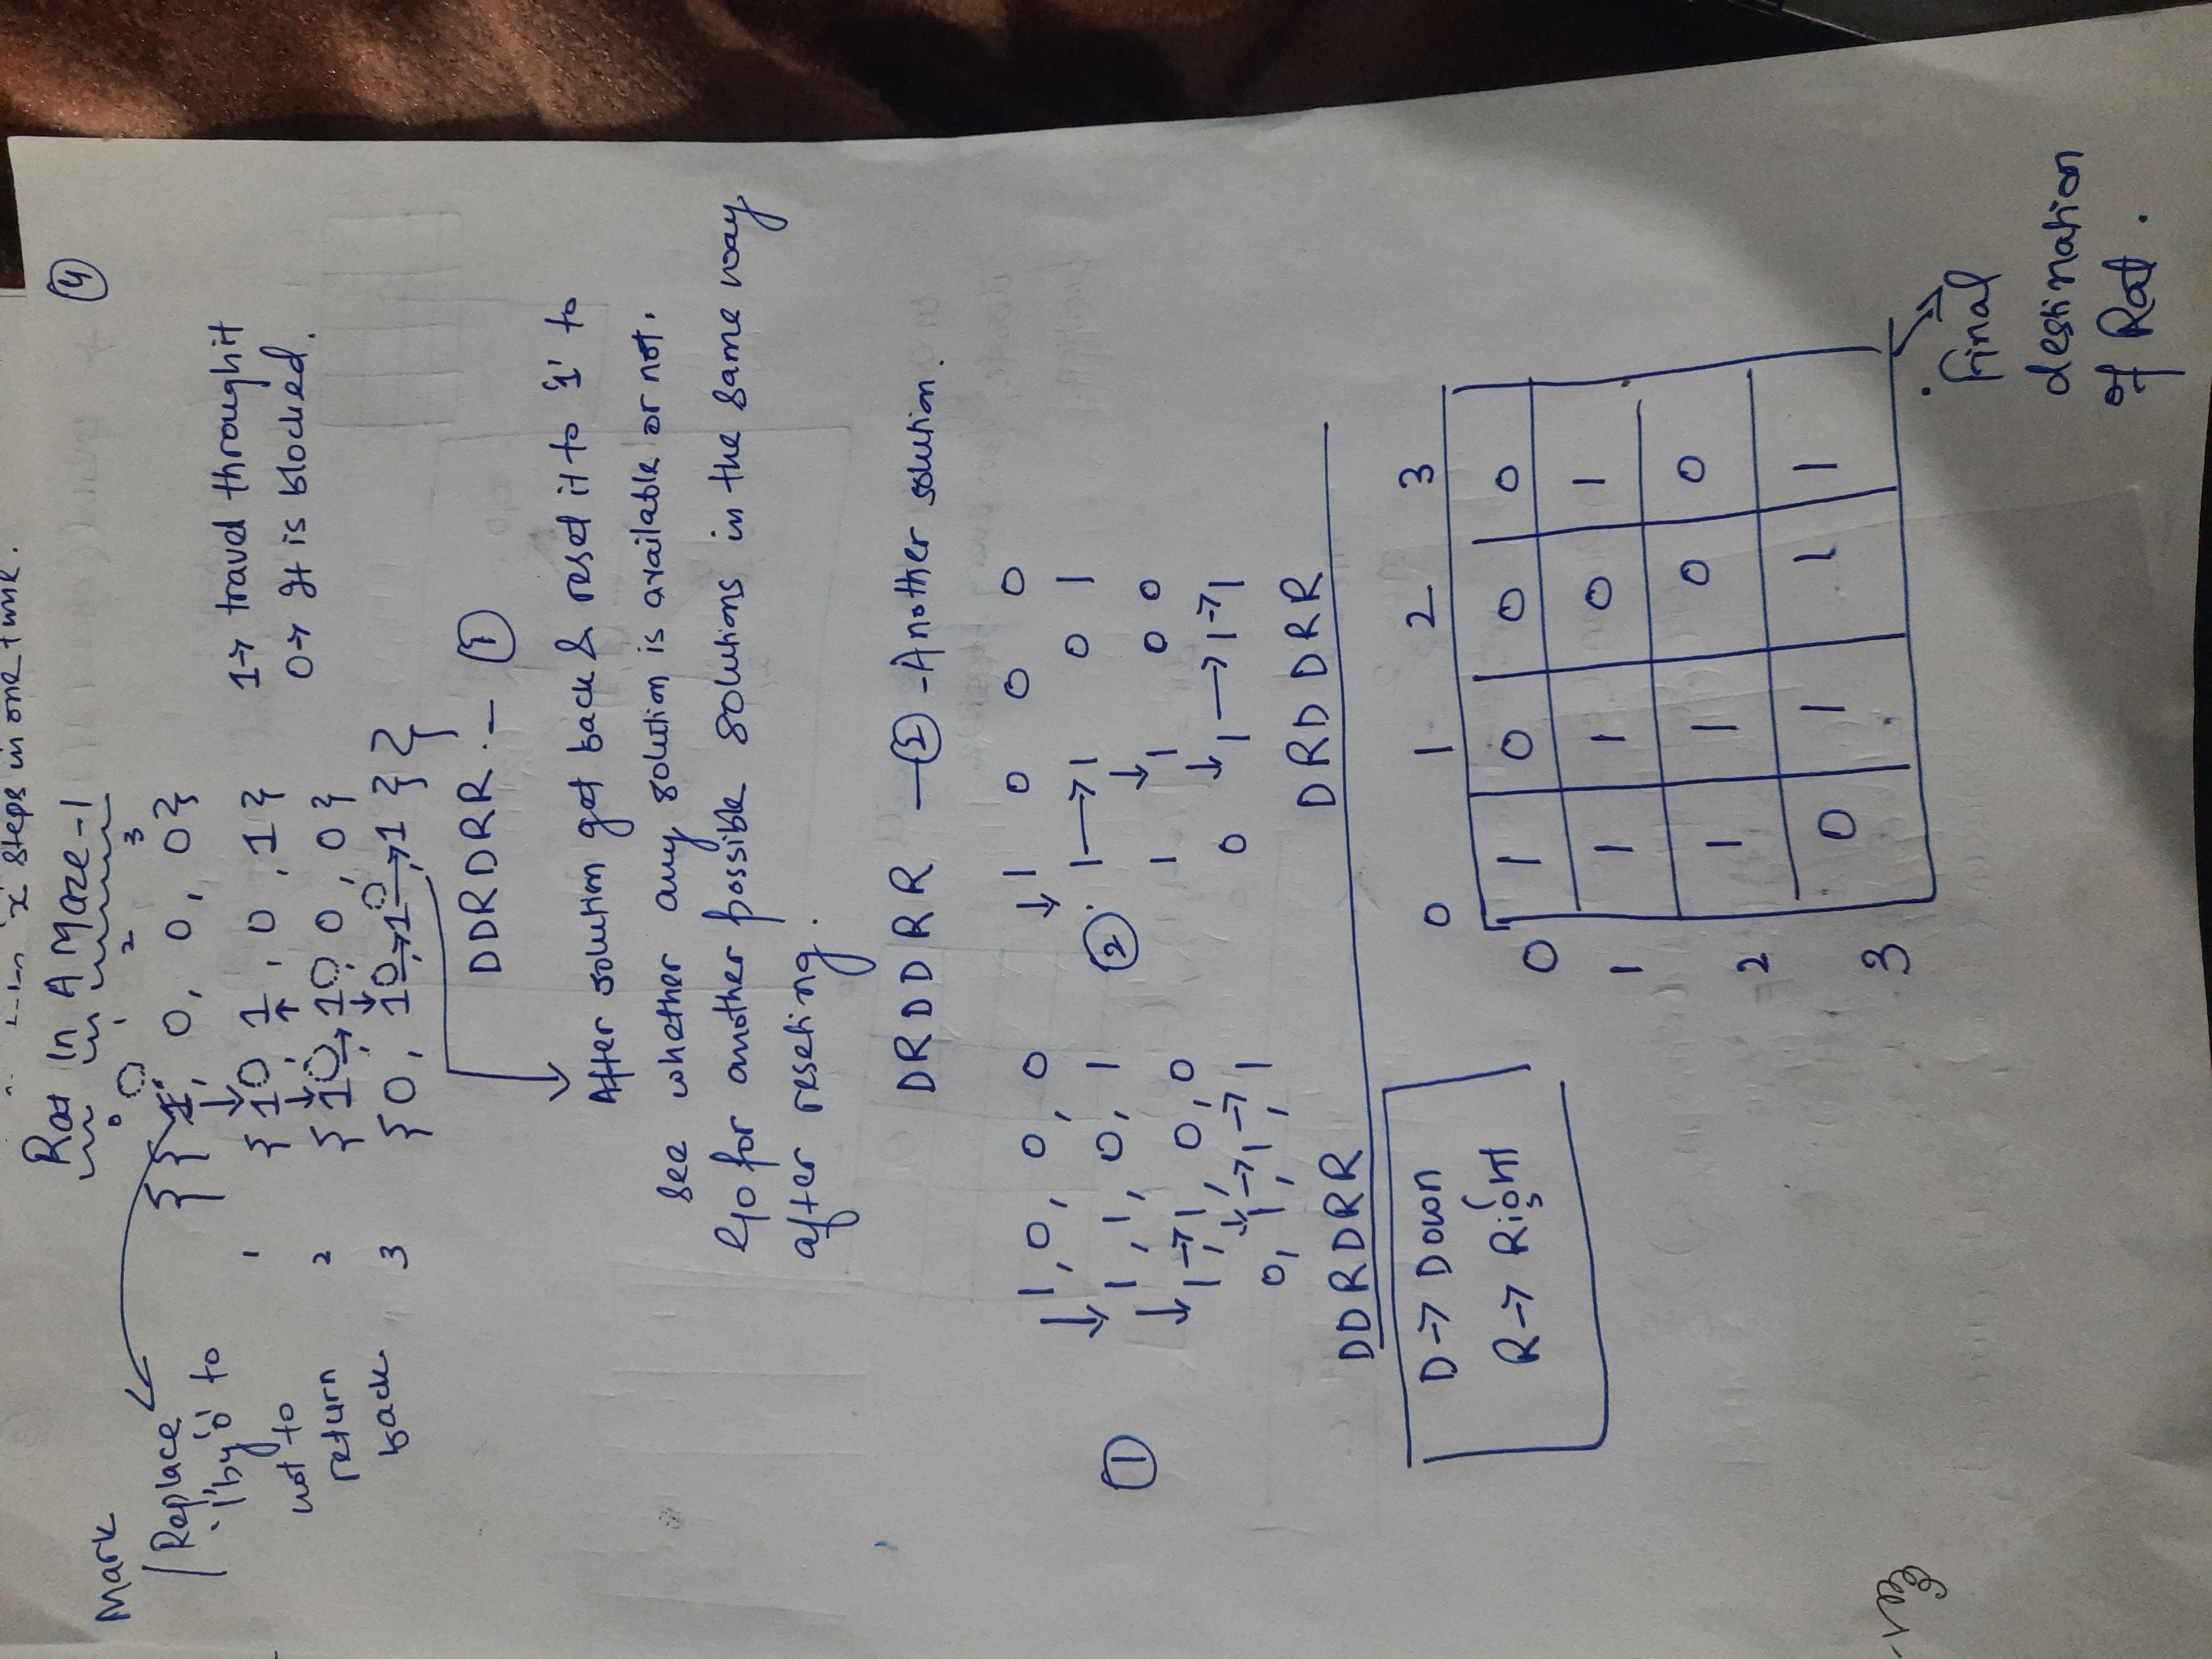 'x' steps in one time.
Rat In A Maze-1
4
Mark
/Replace
'1' by '0' to
not to
return
back.
0 1 2 3
{ { 1 0, 0, 0, 0}
1 {1 0, 1, 0, 1}
2 {1 0, 1 0, 0, 0}
3 {0, 1 0, 1 0, 1}}
1→ travel through it
0→ It is blocked.
DDRDRR. - 1
After solution get back & reset it to '1' to
see whether any solution is available or not.
Go for another possible solutions in the same way
after reseting.
DRDDRR - 2 - Another solution.
1
↓1, 0, 0, 0
1, 1, 0, 1
↓1, →1, 0, 0
0, ↓1, →1, →1
DDRDRR
2
↓1 0 0 0
1→1 0 1
1 ↓1 0 0
0 ↓1→1→1
DRDDRR
D→ Down
R→ Right
0 1 2 3
0 1 0 0 0
1 1 1 0 1
2 1 1 0 0
3 0 1 1 1
Final
destination
of Rat.